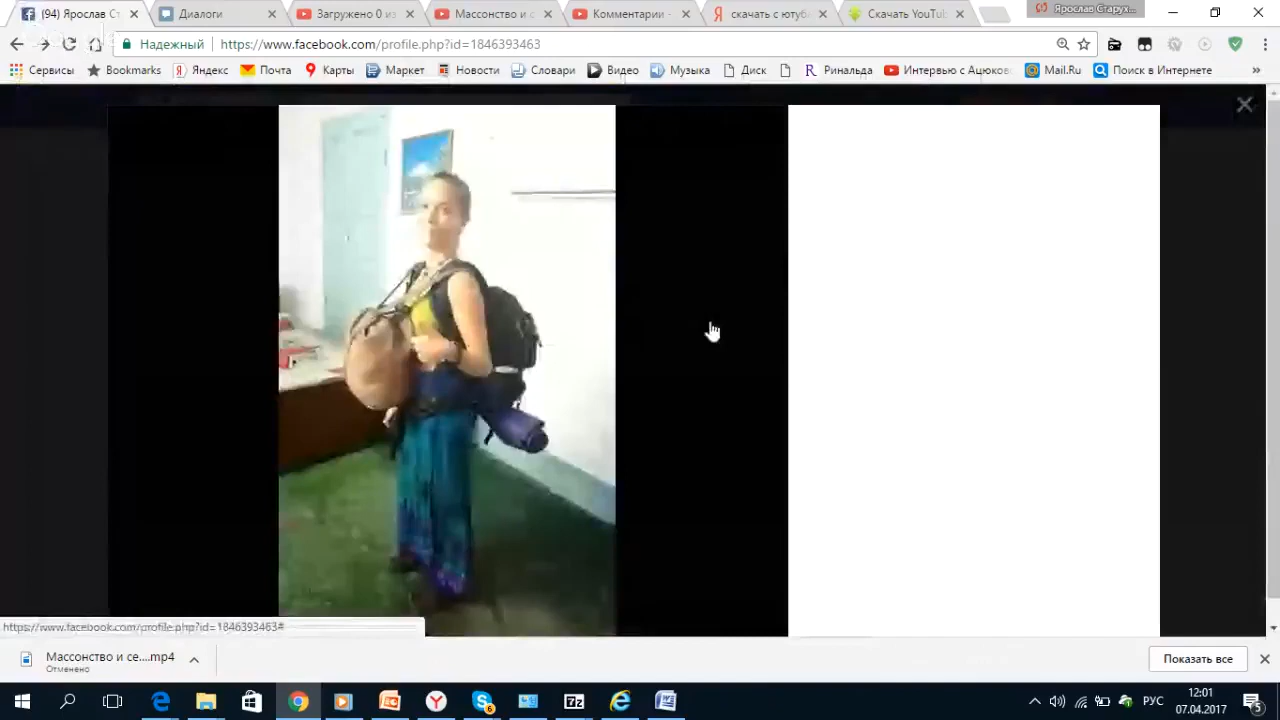 (94) Ярослав Ст
Диалоги
Загружено 0 из
Массонство и с
Комментарии -
скачать с ютуб
Скачать YouTu
Ярослав Старух...
Надежный
https://www.facebook.com/profile.php?id=1846393463
Сервисы
Bookmarks
Яндекс
Почта
Карты
Маркет
Новости
Словари
Видео
Музыка
Диск
Ринальда
Интервью с Ацюков
Mail.Ru
Поиск в Интернете
»
https://www.facebook.com/profile.php?id=1846393463#
Массонство и се....mp4
Отменено
Показать все
РУС
12:01
07.04.2017